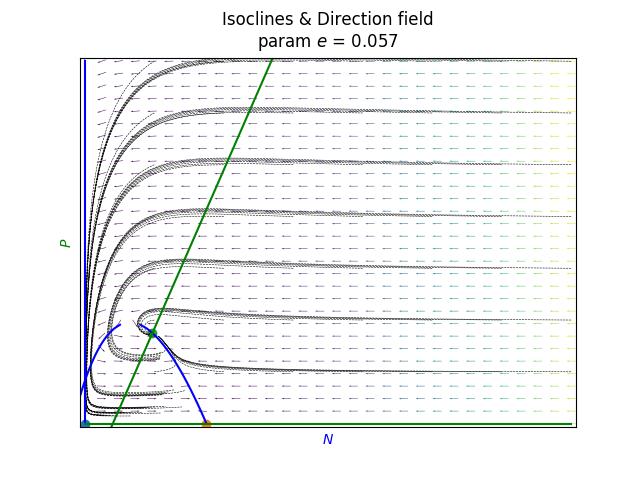 Isoclines & Direction field
param e = 0.057
P
N